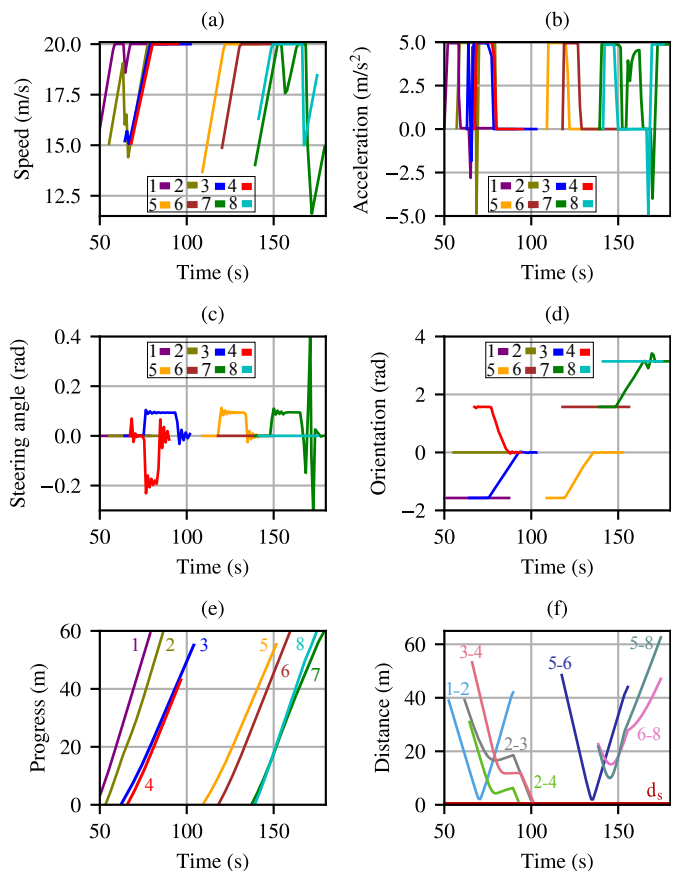 (a)
20.0
17.5
15.0
12.5
Speed (m/s)
1 2 3 4
5 6 7 8
50 100 150
Time (s)
(b)
5.0
2.5
0.0
−2.5
−5.0
Acceleration (m/s²)
1 2 3 4
5 6 7 8
50 100 150
Time (s)
(c)
0.4
0.2
0.0
−0.2
Steering angle (rad)
1 2 3 4
5 6 7 8
50 100 150
Time (s)
(d)
4
2
0
−2
Orientation (rad)
1 2 3 4
5 6 7 8
50 100 150
Time (s)
(e)
60
40
20
0
Progress (m)
1 2 3 5 8
6
7
4
50 100 150
Time (s)
(f)
60
40
20
0
Distance (m)
3-4
1-2
5-6
5-8
2-3
6-8
2-4
dₛ
50 100 150
Time (s)